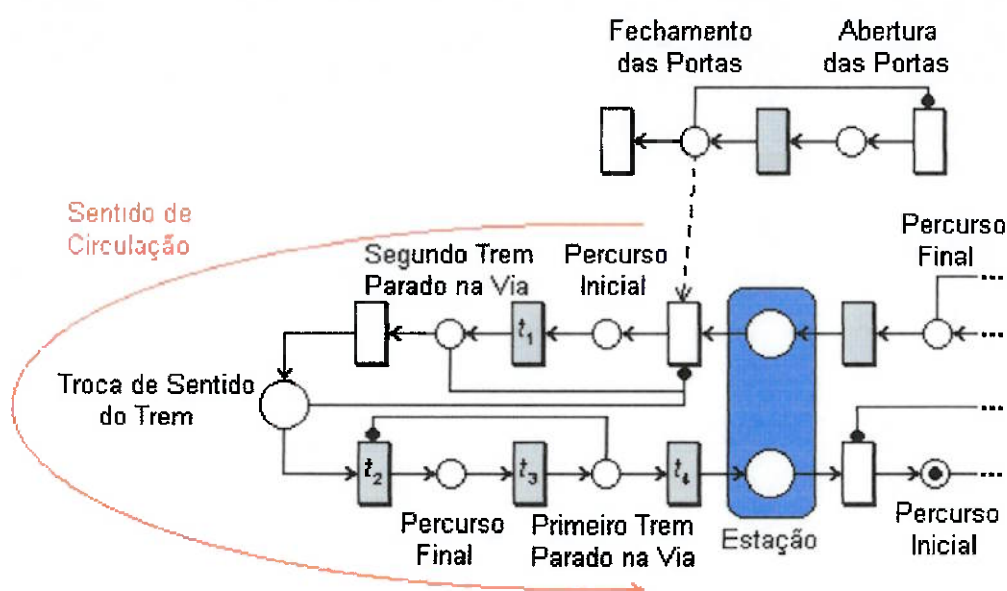 Fechamento
das Portas
Abertura
das Portas
Sentido de
Circulação
Segundo Trem
Parado na Via
Percurso
Inicial
Percurso
Final
t₁
Troca de Sentido
do Trem
t₂
t₃
t₄
Percurso
Final
Primeiro Trem
Parado na Via
Estação
Percurso
Inicial